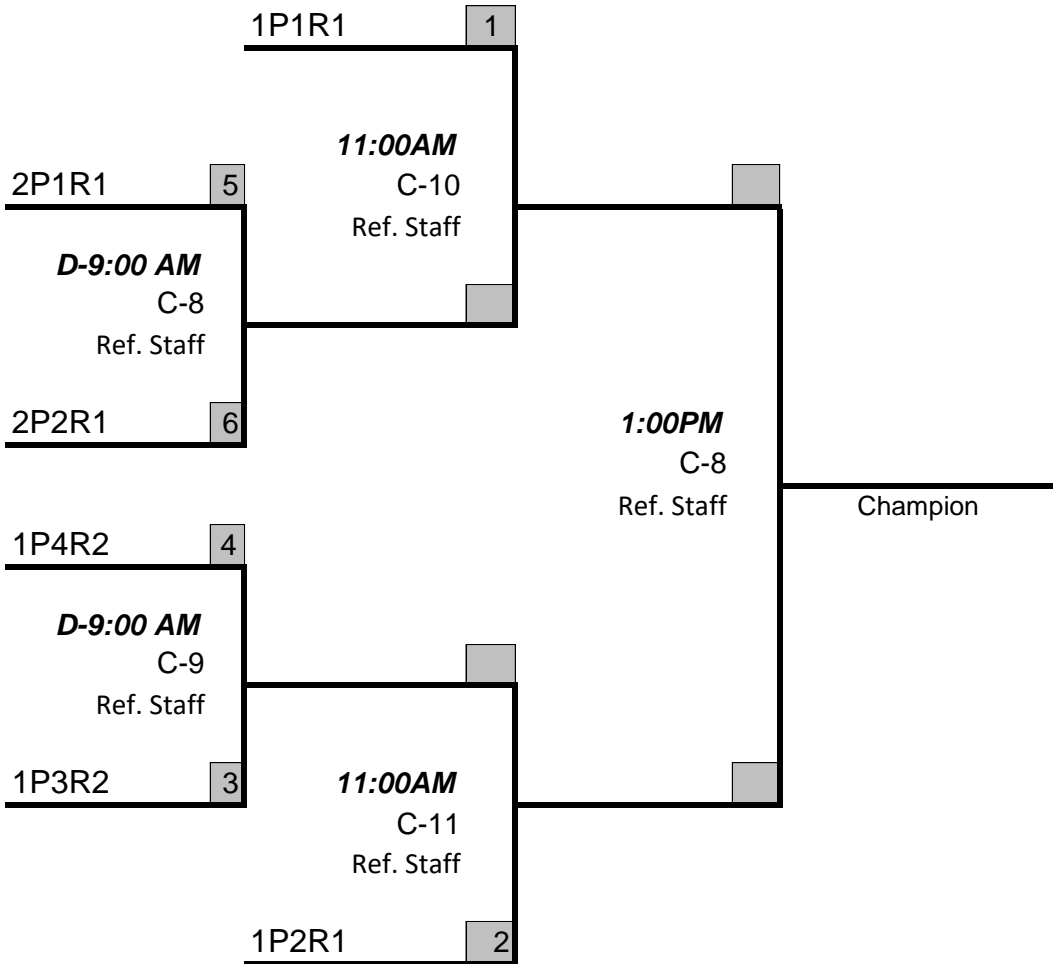 1P1R1 1
11:00AM
C-10
Ref. Staff
2P1R1 5
D-9:00 AM
C-8
Ref. Staff
2P2R1 6
1:00PM
C-8
Ref. Staff
Champion
1P4R2 4
D-9:00 AM
C-9
Ref. Staff
1P3R2 3
11:00AM
C-11
Ref. Staff
1P2R1 2